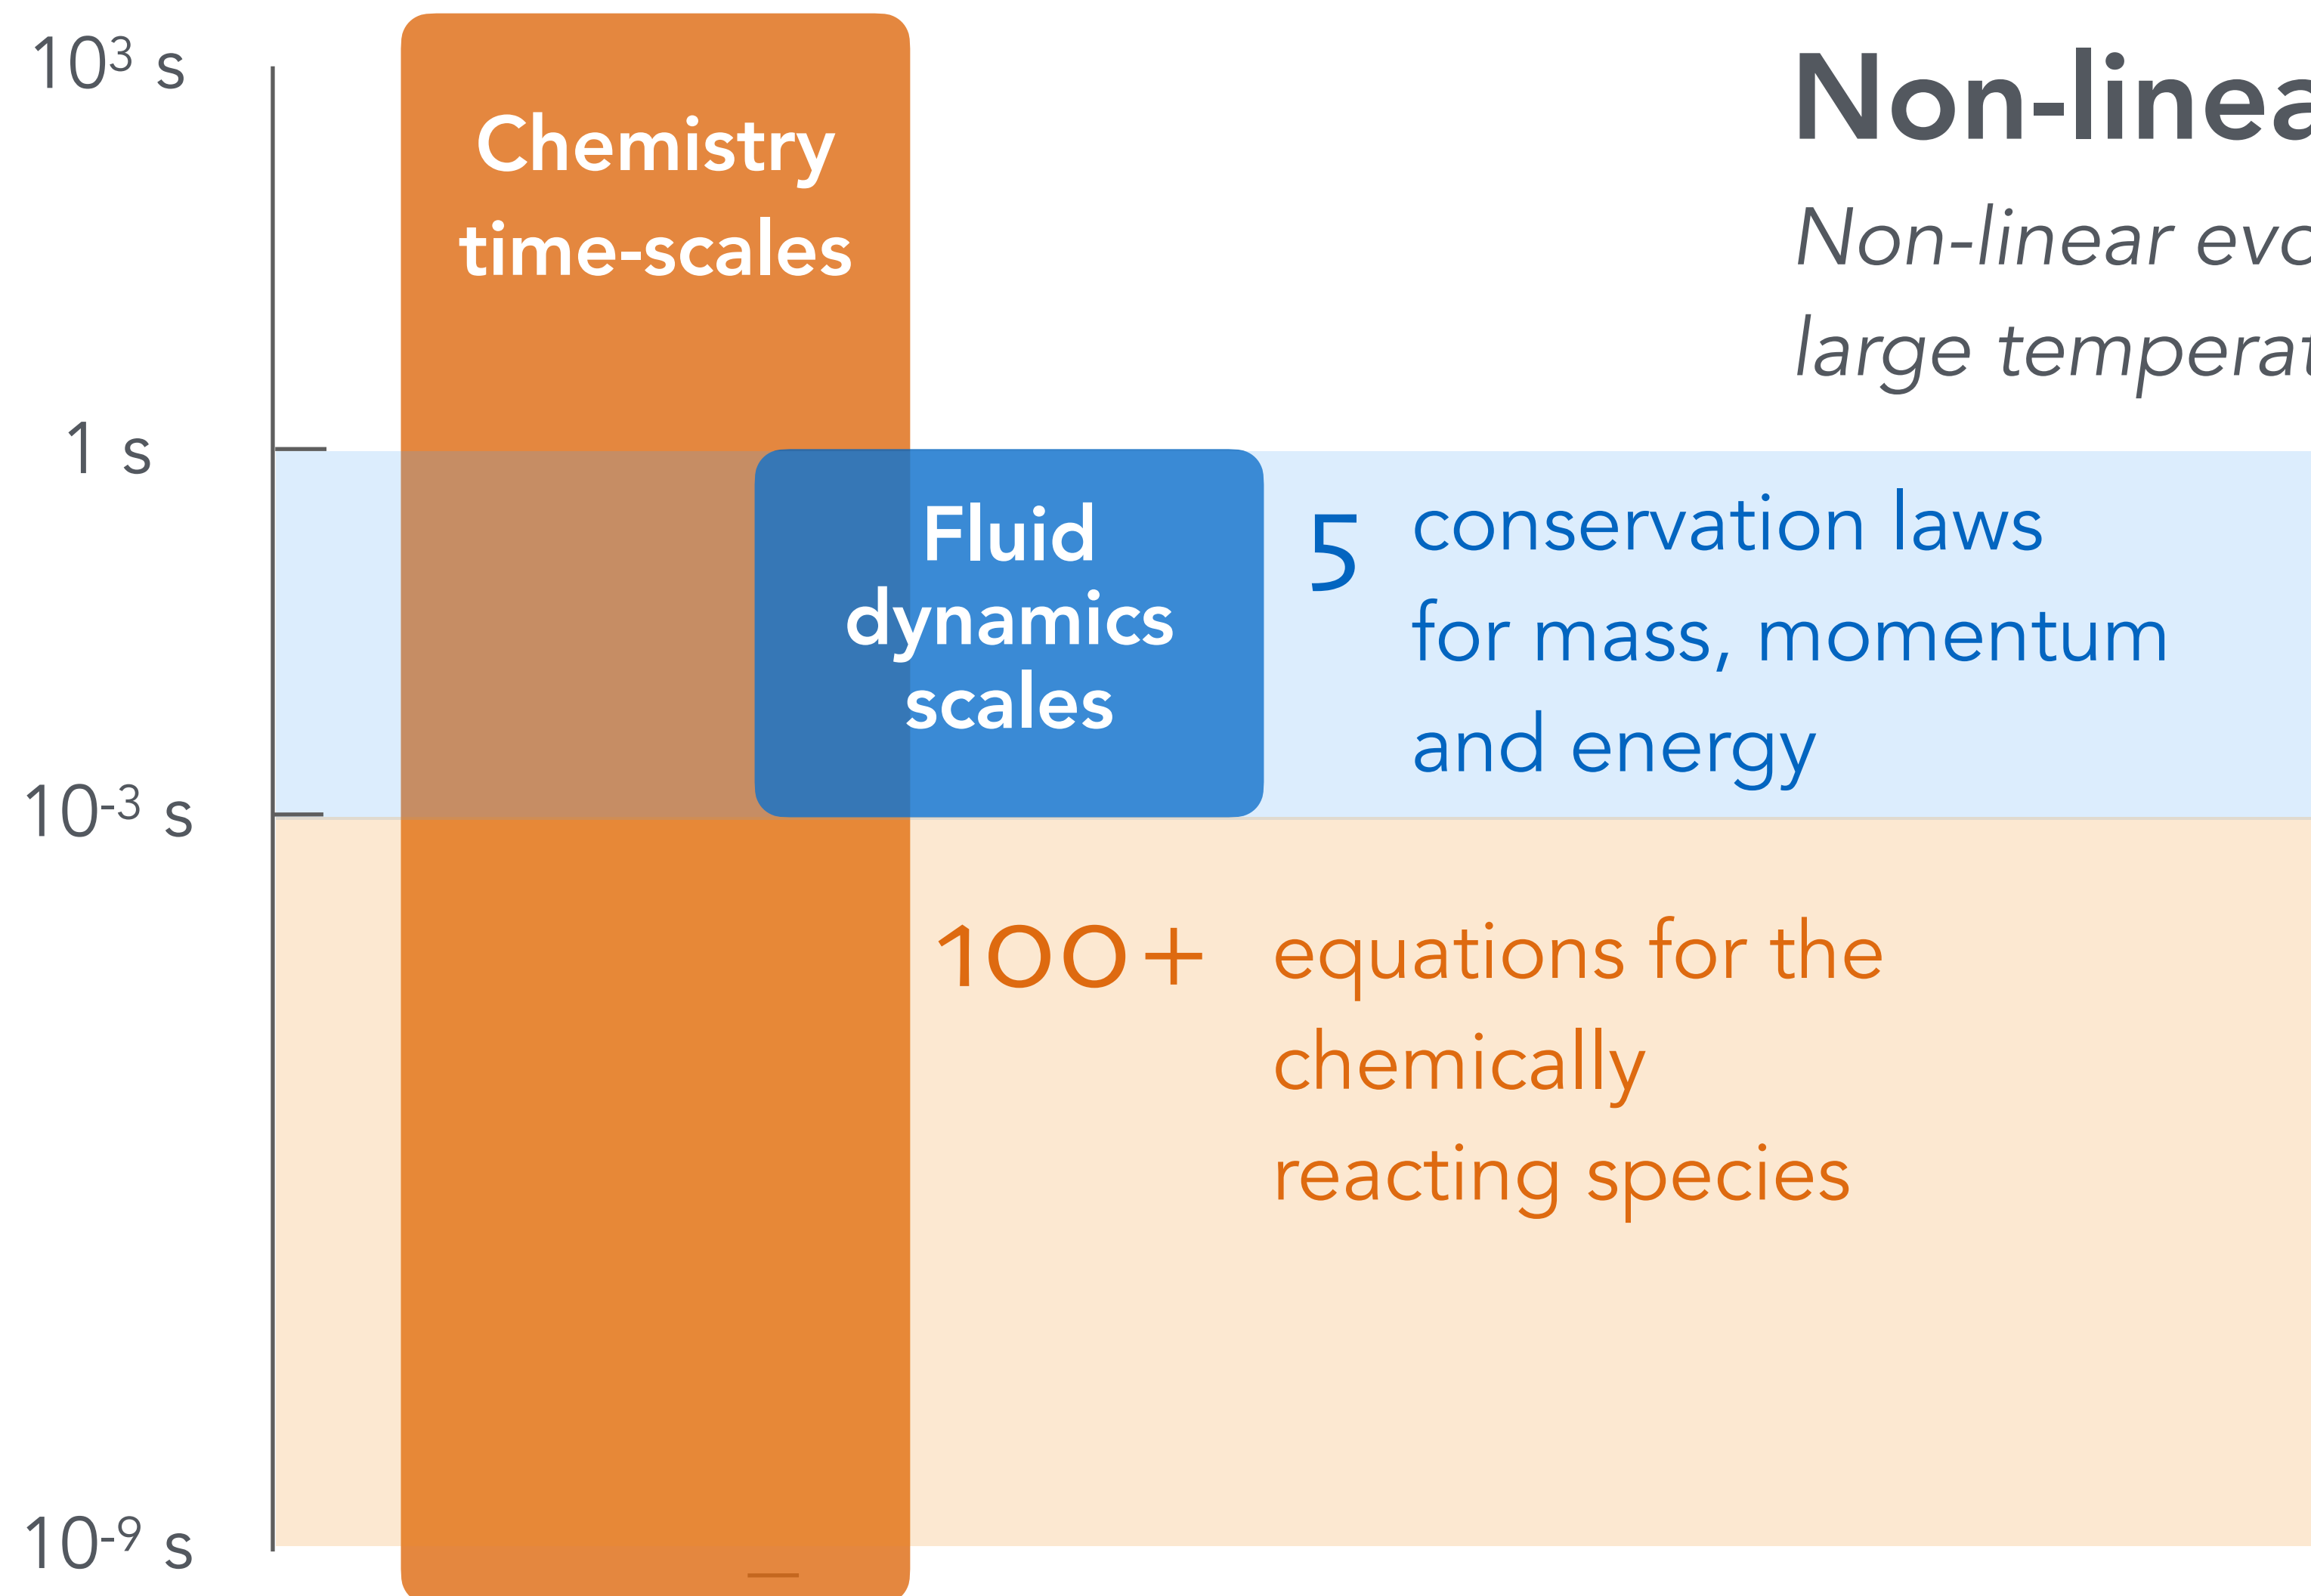 10³ s
Chemistry
time-scales
Non-linea
Non-linear evo
large tempera
1 s
Fluid
dynamics
scales
5 conservation laws
for mass, momentum
and energy
10⁻³ s
100+ equations for the
chemically
reacting species
10⁻⁹ s